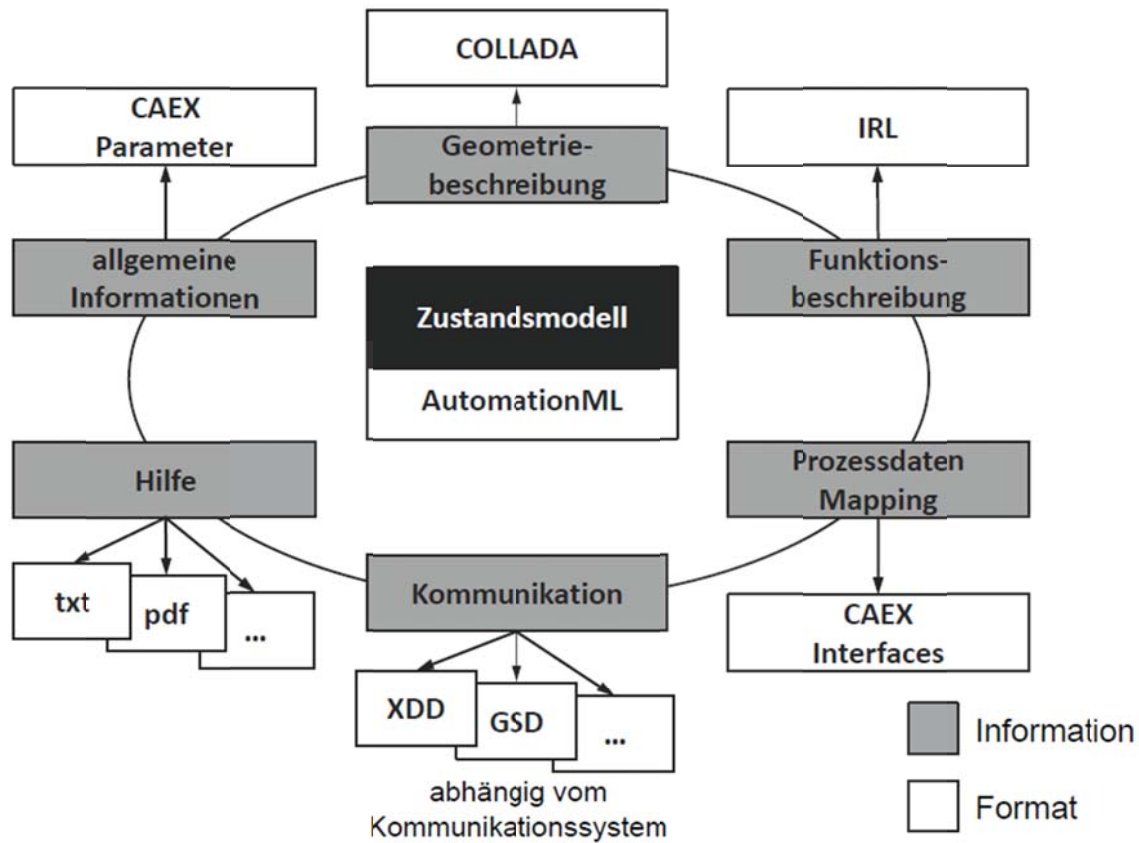 COLLADA
CAEX
Parameter
Geometrie-
beschreibung
IRL
allgemeine
Informationen
Funktions-
beschreibung
Zustandsmodell
AutomationML
Hilfe
Prozessdaten
Mapping
txt
pdf
...
Kommunikation
CAEX
Interfaces
XDD
GSD
...
abhängig vom
Kommunikationssystem
Information
Format